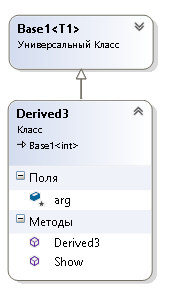 Base1<T1>
Универсальный Класс
Derived3
Класс
Base1<int>
Поля
arg
Методы
Derived3
Show